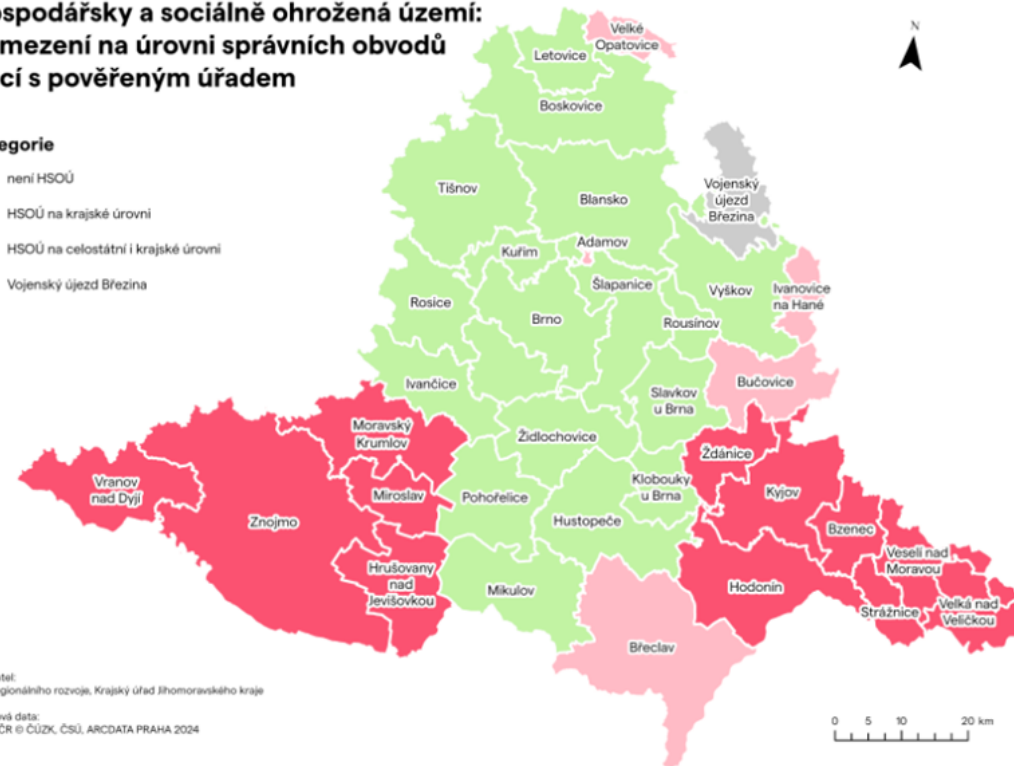 spodářsky a sociálně ohrožená území:
mezení na úrovni správních obvodů
cí s pověřeným úřadem
egorie
není HSOÚ
HSOÚ na krajské úrovni
HSOÚ na celostátní i krajské úrovni
Vojenský újezd Březina
N
Velké
Opatovice
Letovice
Boskovice
Vojenský
újezd
Březina
Tišnov
Blansko
Adamov
Kuřim
Šlapanice
Vyškov
Ivanovice
na Hané
Rosice
Brno
Rousínov
Ivančice
Bučovice
Slavkov
u Brna
Moravský
Krumlov
Židlochovice
Ždánice
Vranov
nad Dyjí
Miroslav
Pohořelice
Klobouky
u Brna
Kyjov
Znojmo
Hustopeče
Bzenec
Veselí nad
Moravou
Hrušovany
nad
Jevišovkou
Mikulov
Hodonín
Strážnice
Velká nad
Veličkou
Břeclav
tel:
gionálního rozvoje, Krajský úřad Jihomoravského kraje
vá data:
ČR © ČÚZK, ČSÚ, ARCDATA PRAHA 2024
0 5 10 20 km